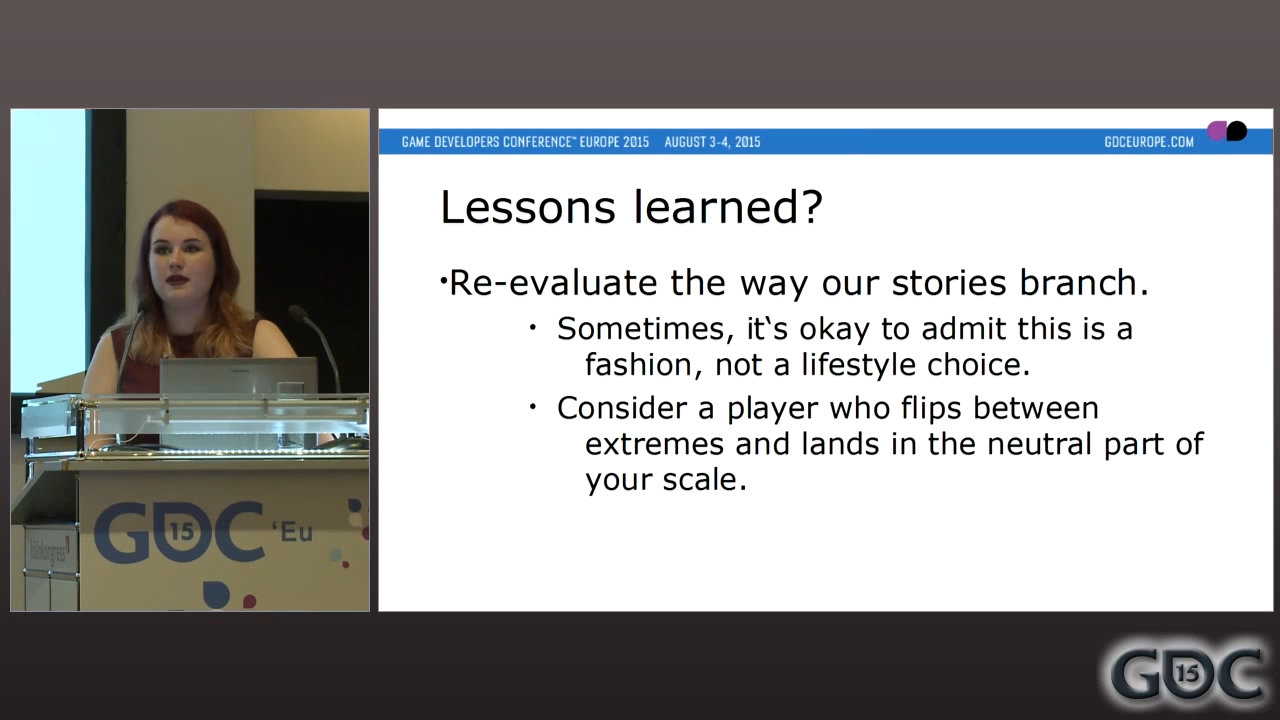 GAME DEVELOPERS CONFERENCE™ EUROPE 2015 AUGUST 3-4, 2015 GDCEUROPE.COM
Lessons learned?
•Re-evaluate the way our stories branch.
• Sometimes, it‘s okay to admit this is a
fashion, not a lifestyle choice.
• Consider a player who flips between
extremes and lands in the neutral part of
your scale.
GDC 15 ‘Eu
kölnkongress
GDC 15